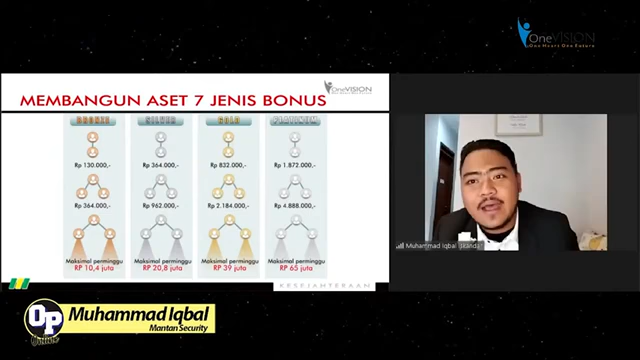 OneVISION
One Heart One Future
OneVISION
MEMBANGUN ASET 7 JENIS BONUS
BRONZE SILVER GOLD PLATINUM
Rp 130.000,- Rp 364.000,- Rp 832.000,- Rp 1.872.000,-
Rp 364.000,- Rp 962.000,- Rp 2.184.000,- Rp 4.888.000,-
Maksimal perminggu Maksimal perminggu Maksimal perminggu Maksimal perminggu
RP 10,4 juta RP 20,8 juta RP 39 juta RP 65 juta
KESEJAHTERAAN
Muhammad Iqbal
Op
Muhammad Iqbal
Mantan Security